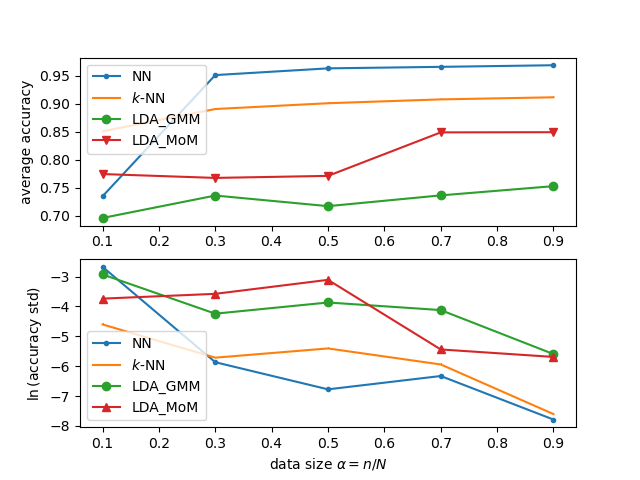 average accuracy
0.95
0.90
0.85
0.80
0.75
0.70
NN
k-NN
LDA_GMM
LDA_MoM
0.1 0.2 0.3 0.4 0.5 0.6 0.7 0.8 0.9
ln (accuracy std)
−3
−4
−5
−6
−7
−8
NN
k-NN
LDA_GMM
LDA_MoM
0.1 0.2 0.3 0.4 0.5 0.6 0.7 0.8 0.9
data size α = n/N